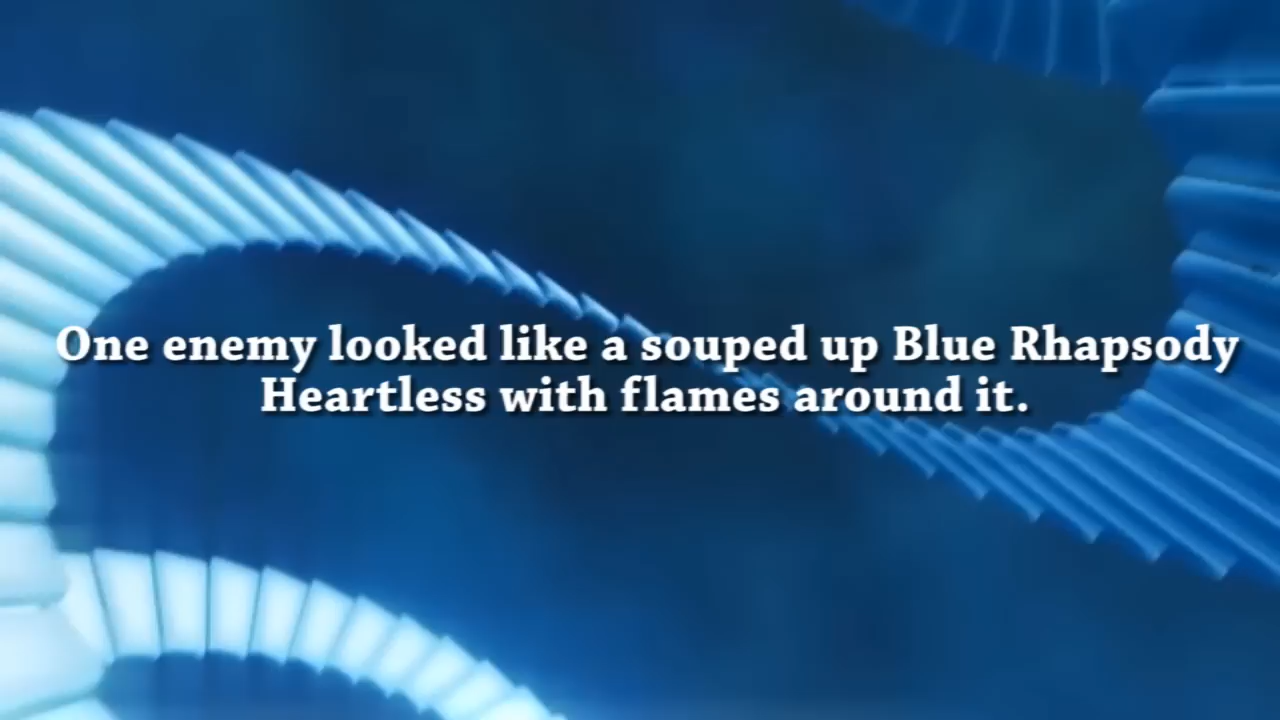 One enemy looked like a souped up Blue Rhapsody
Heartless with flames around it.